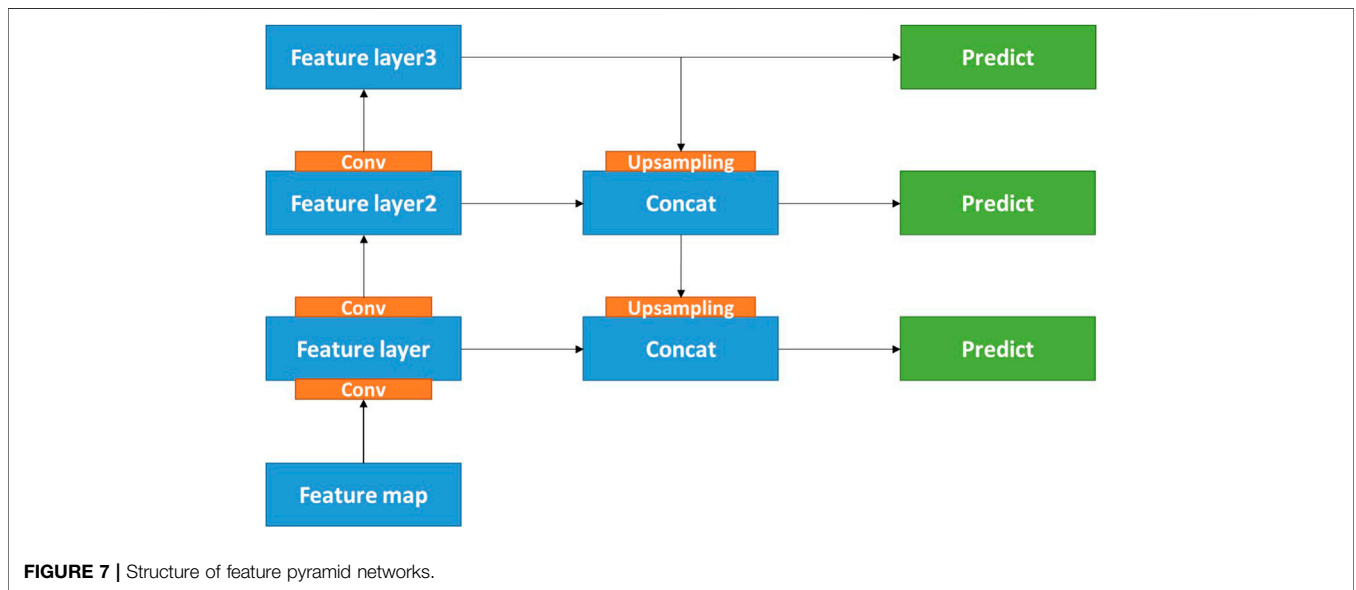 Feature layer3
Predict
Conv
Upsampling
Feature layer2
Concat
Predict
Conv
Upsampling
Feature layer
Concat
Predict
Conv
Feature map
FIGURE 7 | Structure of feature pyramid networks.